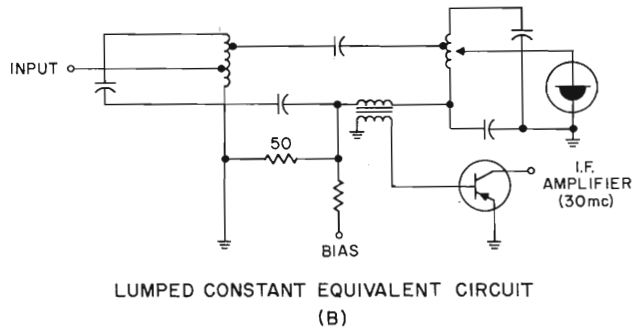 INPUT
50
BIAS
I.F.
AMPLIFIER
(30mc)
LUMPED CONSTANT EQUIVALENT CIRCUIT
(B)